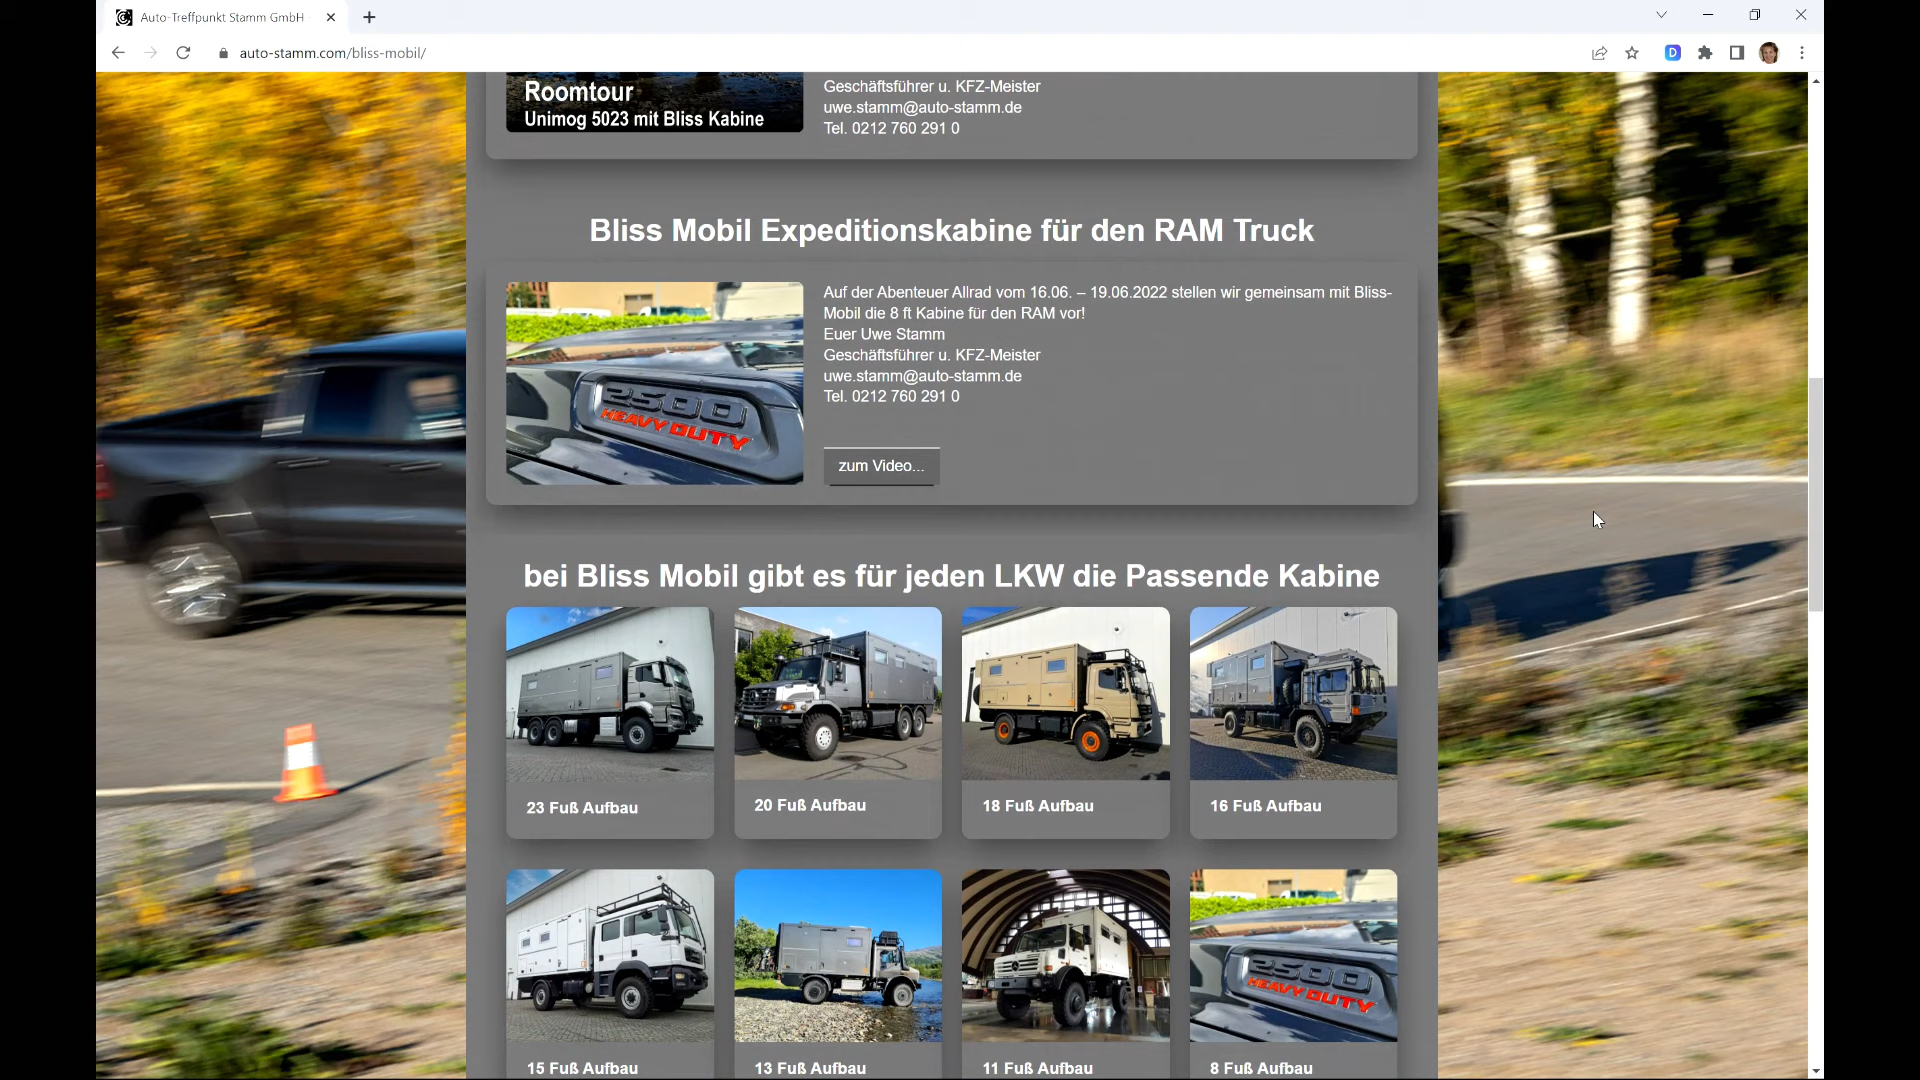 Auto-Treffpunkt Stamm GmbH
auto-stamm.com/bliss-mobil/
D
Roomtour
Unimog 5023 mit Bliss Kabine
Geschäftsführer u. KFZ-Meister
uwe.stamm@auto-stamm.de
Tel. 0212 760 291 0
Bliss Mobil Expeditionskabine für den RAM Truck
2500
HEAVY DUTY
Auf der Abenteuer Allrad vom 16.06. – 19.06.2022 stellen wir gemeinsam mit Bliss-
Mobil die 8 ft Kabine für den RAM vor!
Euer Uwe Stamm
Geschäftsführer u. KFZ-Meister
uwe.stamm@auto-stamm.de
Tel. 0212 760 291 0
zum Video...
bei Bliss Mobil gibt es für jeden LKW die Passende Kabine
23 Fuß Aufbau
20 Fuß Aufbau
18 Fuß Aufbau
16 Fuß Aufbau
2500
HEAVY DUTY
15 Fuß Aufbau
13 Fuß Aufbau
11 Fuß Aufbau
8 Fuß Aufbau